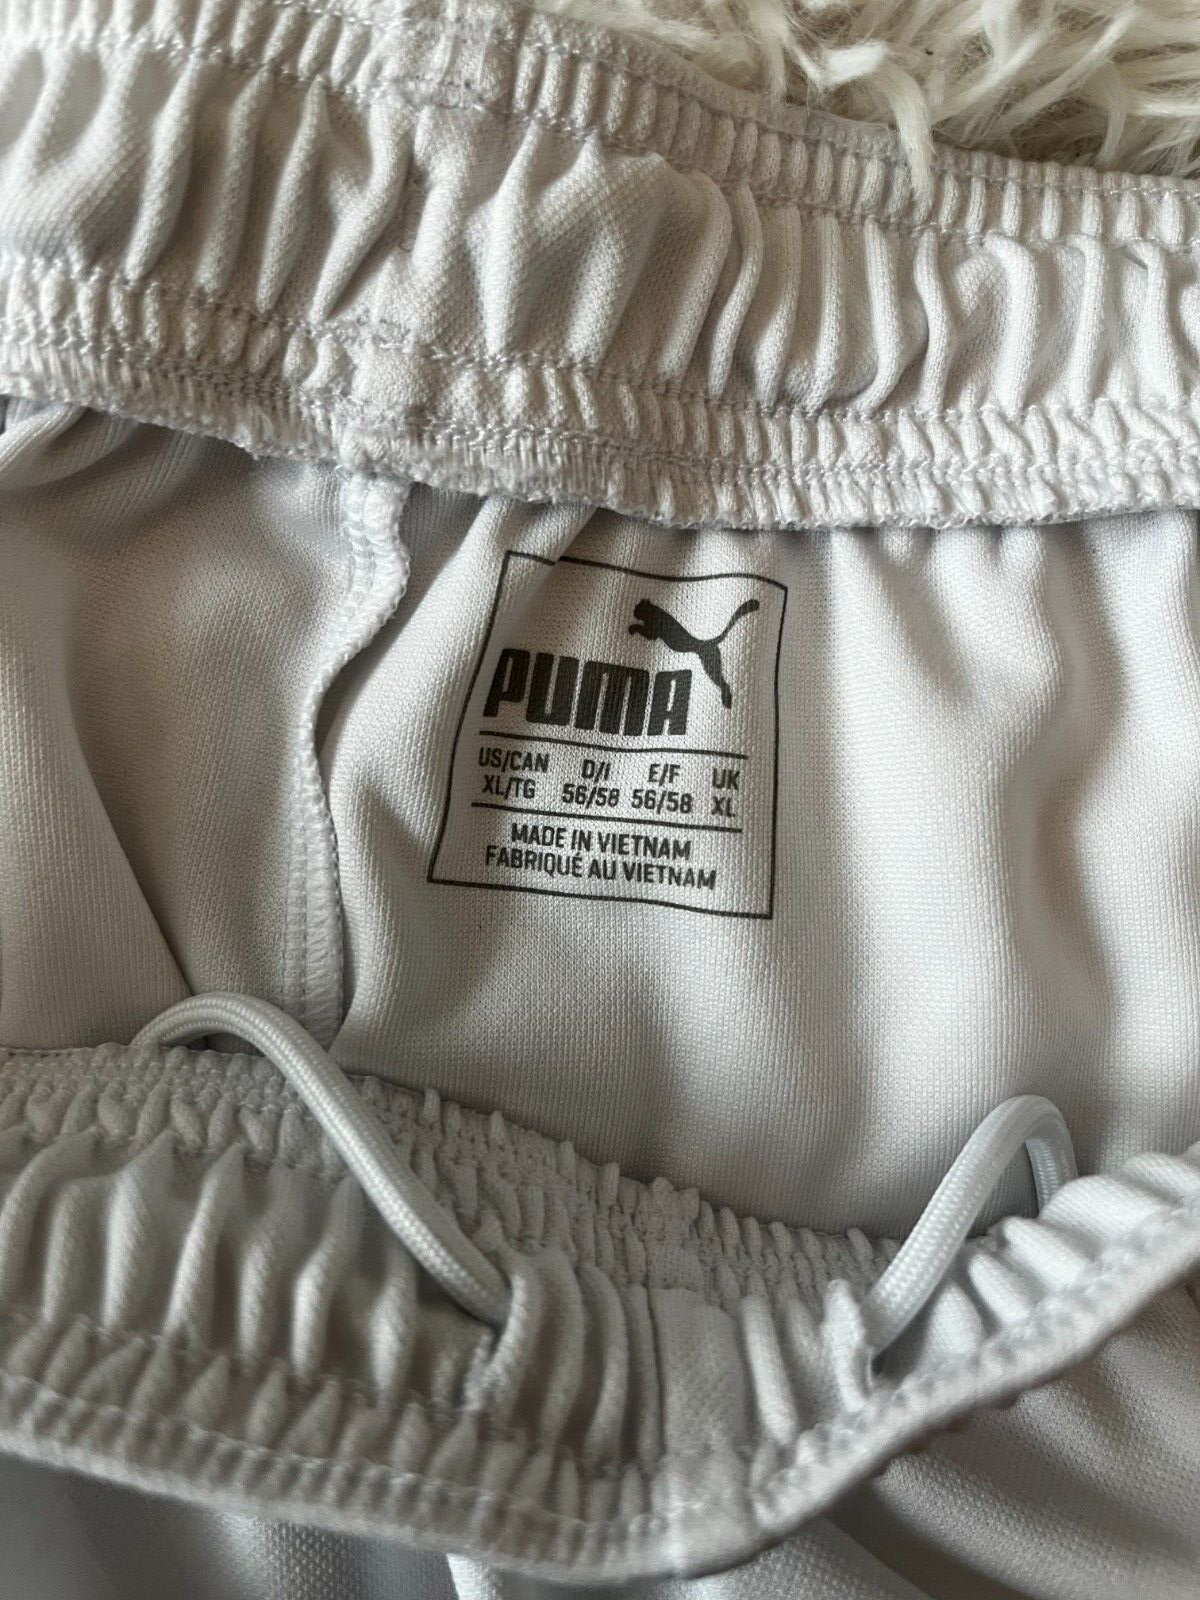 PUMA
US/CAN D/I E/F UK
XL/TG 56/58 56/58 XL
MADE IN VIETNAM
FABRIQUÉ AU VIETNAM